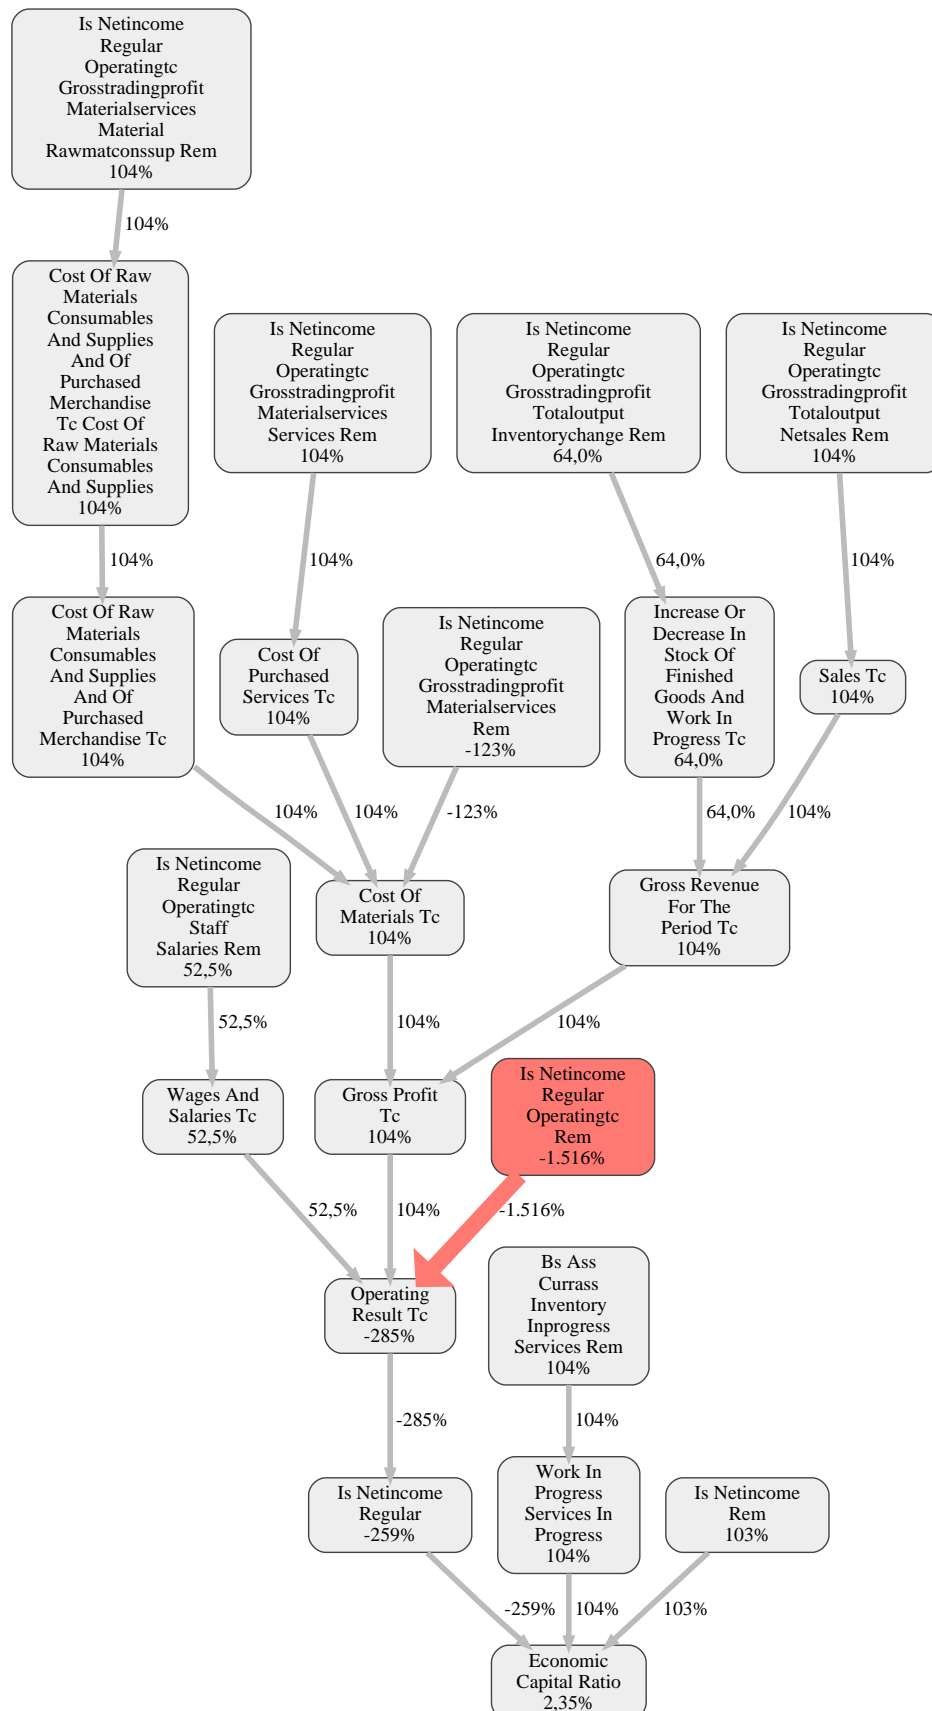 Is Netincome
Regular
Operatingtc
Grosstradingprofit
Materialservices
Material
Rawmatconssup Rem
104%
104%
Cost Of Raw
Materials
Consumables
And Supplies
And Of
Purchased
Merchandise
Tc Cost Of
Raw Materials
Consumables
And Supplies
104%
Is Netincome
Regular
Operatingtc
Grosstradingprofit
Materialservices
Services Rem
104%
Is Netincome
Regular
Operatingtc
Grosstradingprofit
Totaloutput
Inventorychange Rem
64,0%
Is Netincome
Regular
Operatingtc
Grosstradingprofit
Totaloutput
Netsales Rem
104%
104%
104%
64,0%
104%
Cost Of Raw
Materials
Consumables
And Supplies
And Of
Purchased
Merchandise Tc
104%
Cost Of
Purchased
Services Tc
104%
Is Netincome
Regular
Operatingtc
Grosstradingprofit
Materialservices
Rem
-123%
Increase Or
Decrease In
Stock Of
Finished
Goods And
Work In
Progress Tc
64,0%
Sales Tc
104%
104%
104%
-123%
64,0%
104%
Is Netincome
Regular
Operatingtc
Staff
Salaries Rem
52,5%
Cost Of
Materials Tc
104%
Gross Revenue
For The
Period Tc
104%
52,5%
104%
104%
Wages And
Salaries Tc
52,5%
Gross Profit
Tc
104%
Is Netincome
Regular
Operatingtc
Rem
-1.516%
52,5%
104%
-1.516%
Operating
Result Tc
-285%
Bs Ass
Currass
Inventory
Inprogress
Services Rem
104%
-285%
104%
Is Netincome
Regular
-259%
Work In
Progress
Services In
Progress
104%
Is Netincome
Rem
103%
-259%
104%
103%
Economic
Capital Ratio
2,35%